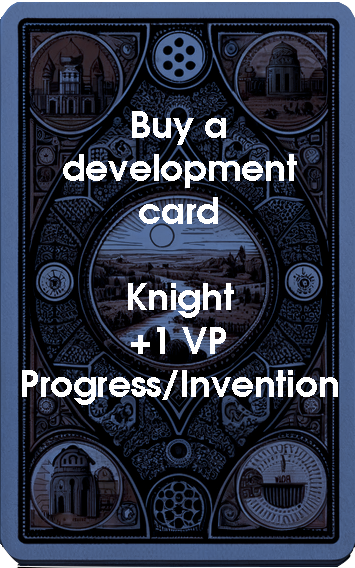 Buy a
development
card
Knight
+1 VP
Progress/Invention